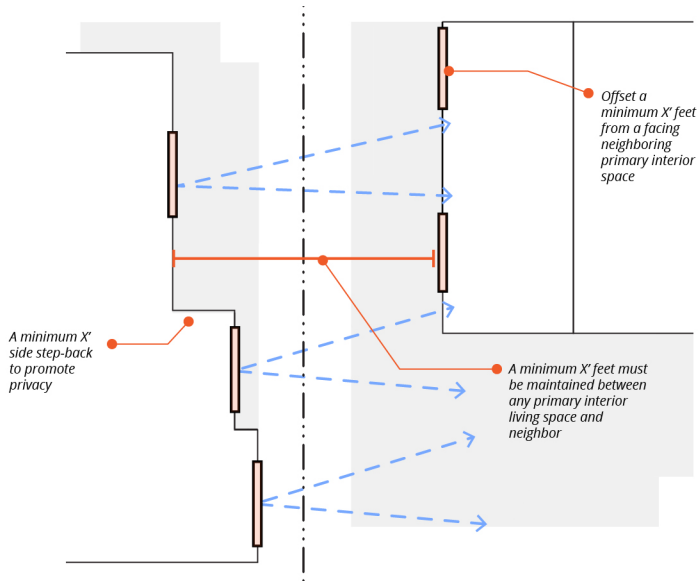 Offset a
minimum X' feet
from a facing
neighboring
primary interior
space
A minimum X'
side step-back
to promote
privacy
A minimum X' feet must
be maintained between
any primary interior
living space and
neighbor